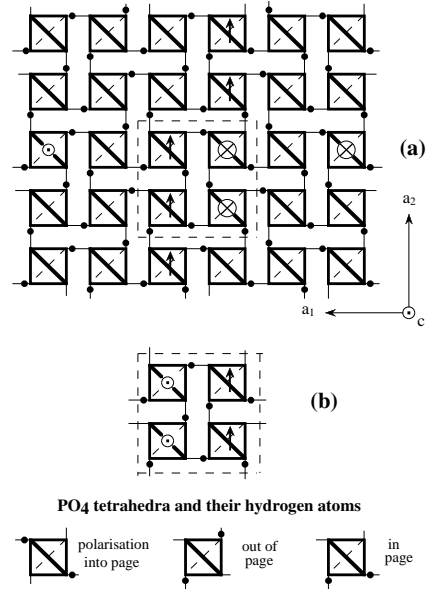 (a)
a2
a1
c
(b)
PO4 tetrahedra and their hydrogen atoms
polarisation
into page
out of
page
in
page